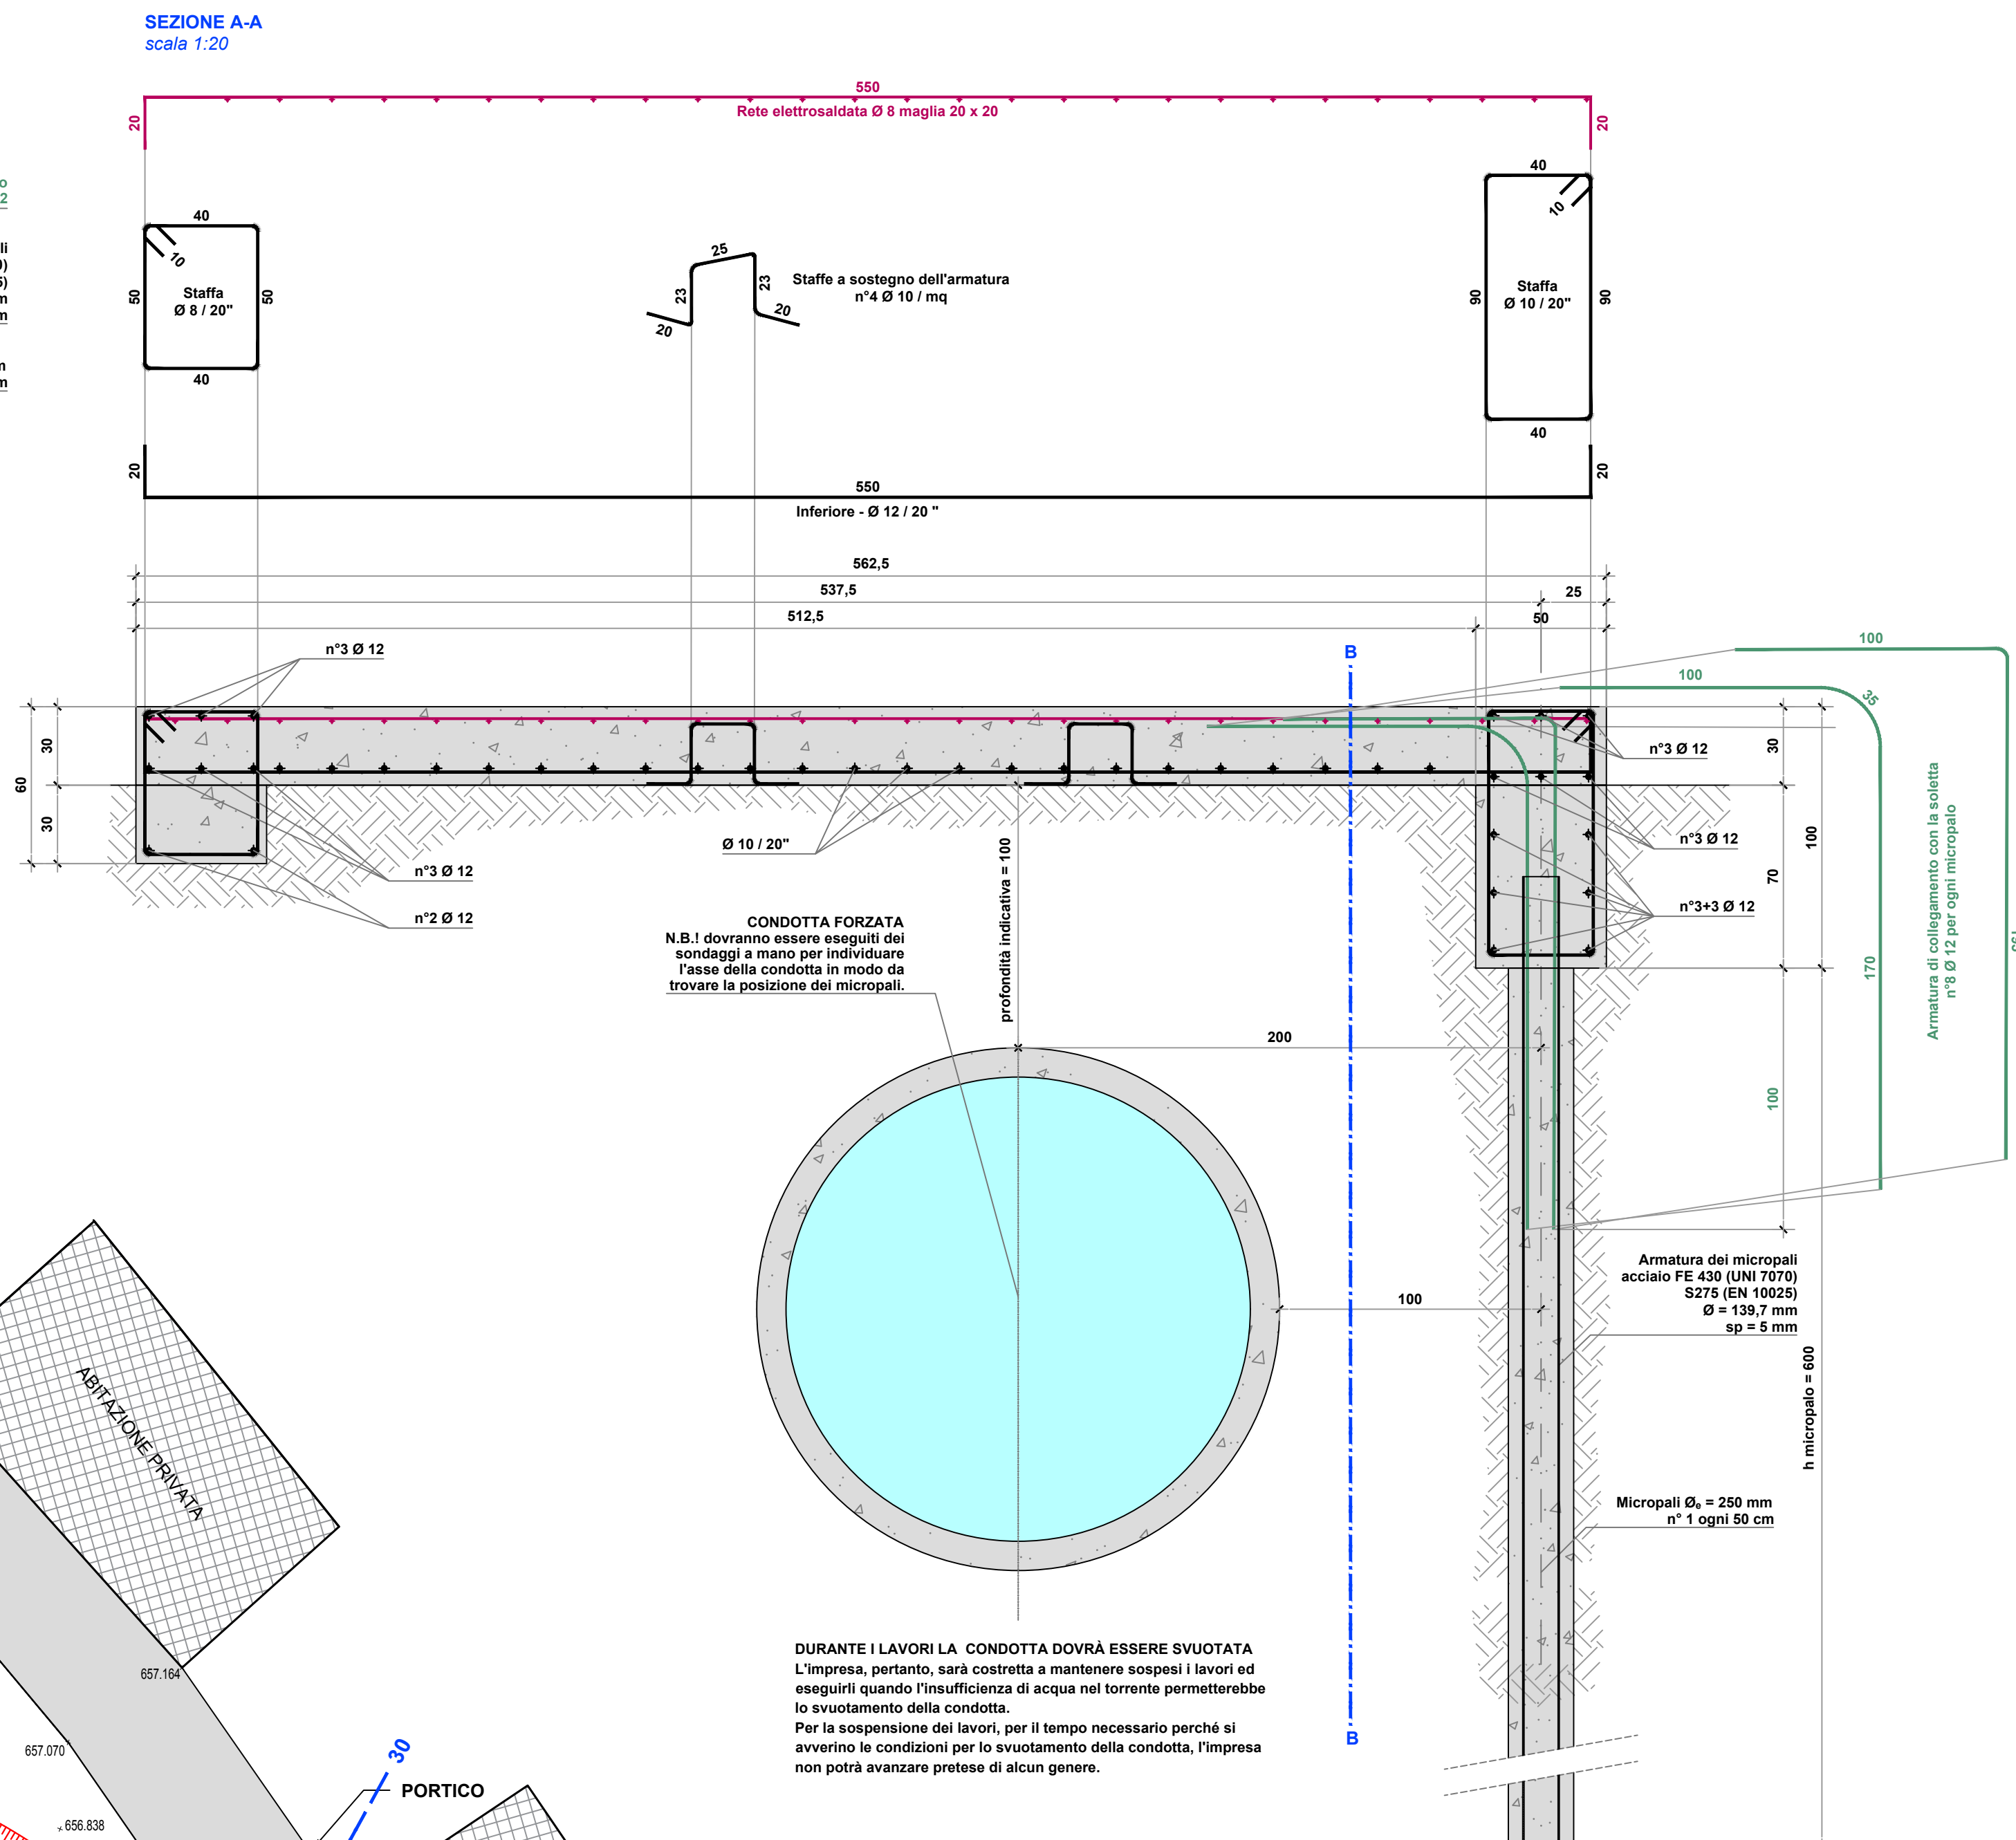 SEZIONE A-A
scala 1:20
550
Rete elettrosaldata Ø 8 maglia 20 x 20
20
20
40
10
50
Staffa
Ø 8 / 20"
50
40
25
23
23
20
20
Staffe a sostegno dell'armatura
n°4 Ø 10 / mq
40
10
90
Staffa
Ø 10 / 20"
90
40
20
550
20
Inferiore - Ø 12 / 20 "
562,5
537,5
25
512,5
50
B
n°3 Ø 12
100
100
35
60
30
30
n°3 Ø 12
n°2 Ø 12
Ø 10 / 20"
profondità indicativa = 100
n°3 Ø 12
n°3 Ø 12
n°3+3 Ø 12
30
70
100
100
170
Armatura di collegamento con la soletta
n°8 Ø 12 per ogni micropalo
CONDOTTA FORZATA
N.B.! dovranno essere eseguiti dei
sondaggi a mano per individuare
l'asse della condotta in modo da
trovare la posizione dei micropali.
200
100
Armatura dei micropali
acciaio FE 430 (UNI 7070)
S275 (EN 10025)
Ø = 139,7 mm
sp = 5 mm
h micropalo = 600
Micropali Øe = 250 mm
n° 1 ogni 50 cm
DURANTE I LAVORI LA CONDOTTA DOVRÀ ESSERE SVUOTATA
L'impresa, pertanto, sarà costretta a mantenere sospesi i lavori ed
eseguirli quando l'insufficienza di acqua nel torrente permetterebbe
lo svuotamento della condotta.
Per la sospensione dei lavori, per il tempo necessario perché si
avverino le condizioni per lo svuotamento della condotta, l'impresa
non potrà avanzare pretese di alcun genere.
B
ABITAZIONE PRIVATA
657.164
657.070
656.838
30
PORTICO